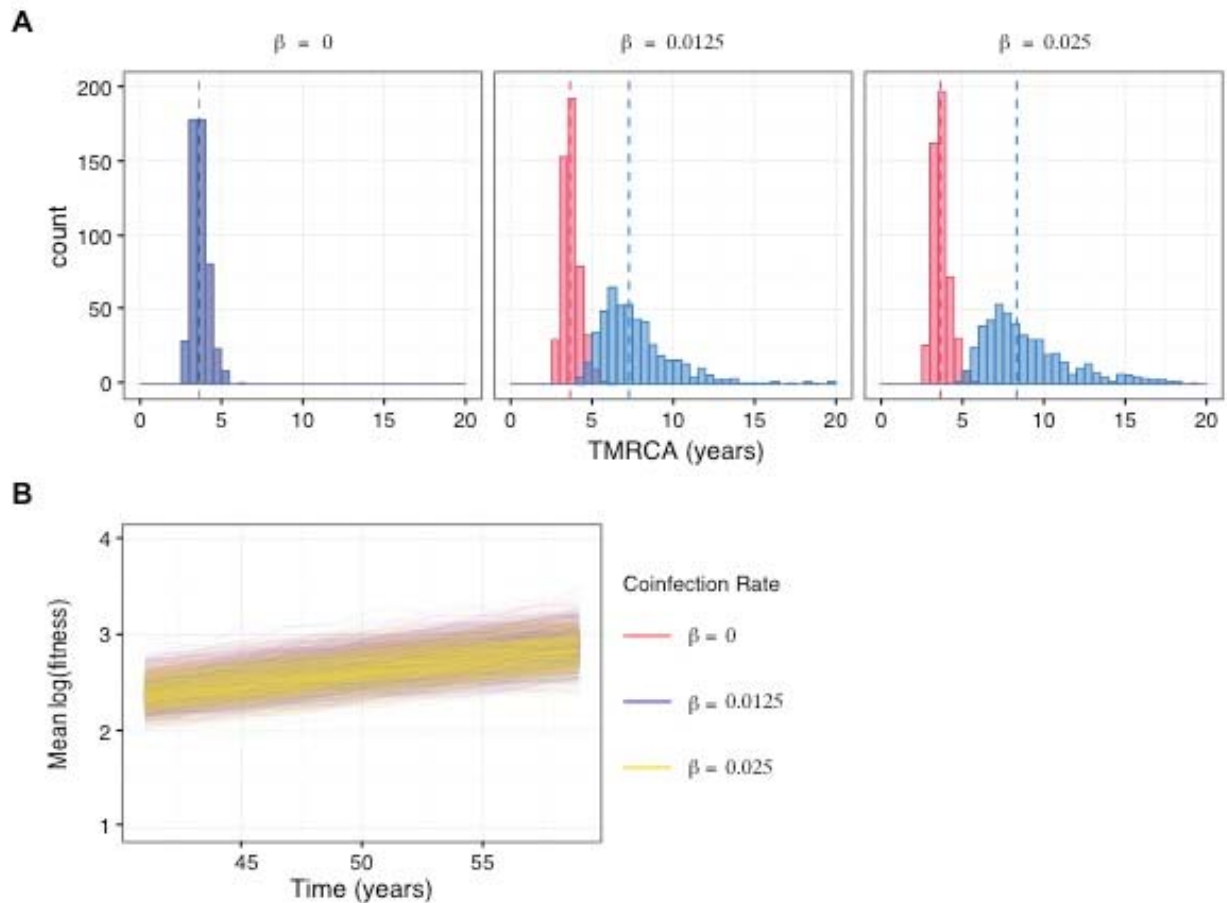 A
β = 0 β = 0.0125 β = 0.025
200
150
100
50
0
count
0 5 10 15 20 0 5 10 15 20 0 5 10 15 20
TMRCA (years)
B
4
3
2
1
Mean log(fitness)
45 50 55
Time (years)
Coinfection Rate
β = 0
β = 0.0125
β = 0.025